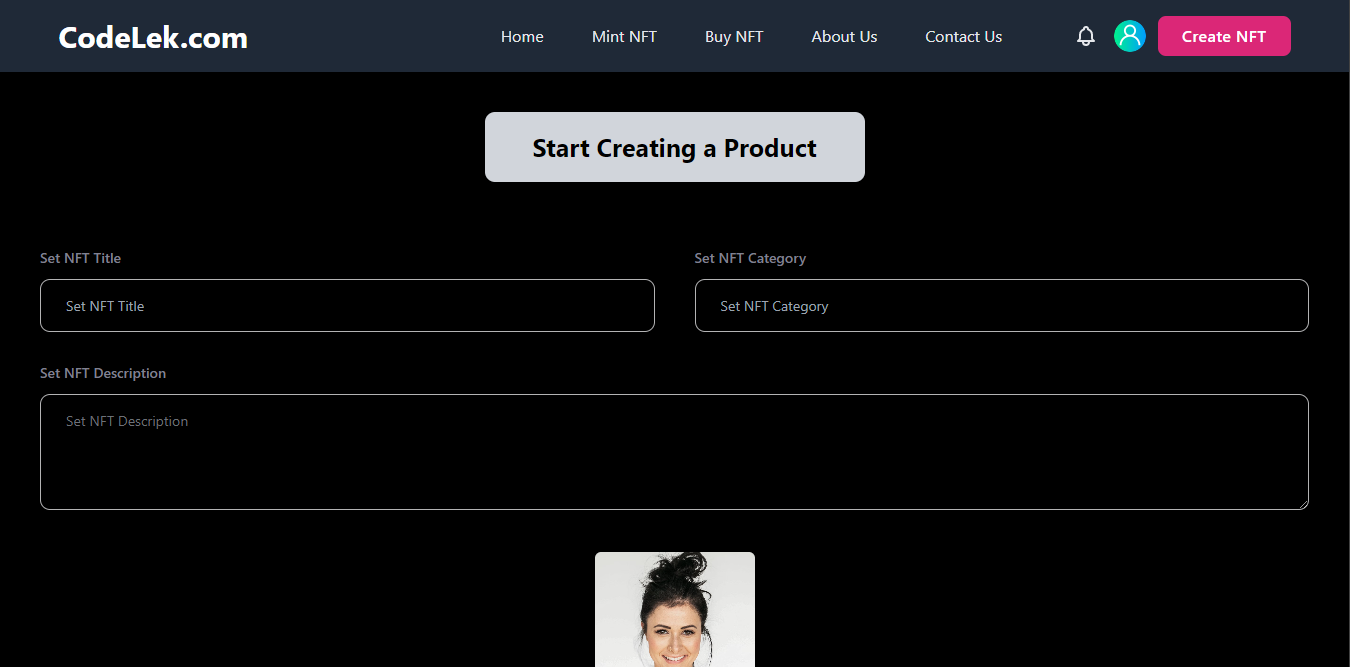 CodeLek.com Home Mint NFT Buy NFT About Us Contact Us Create NFT
Start Creating a Product
Set NFT Title Set NFT Category
Set NFT Title Set NFT Category
Set NFT Description
Set NFT Description